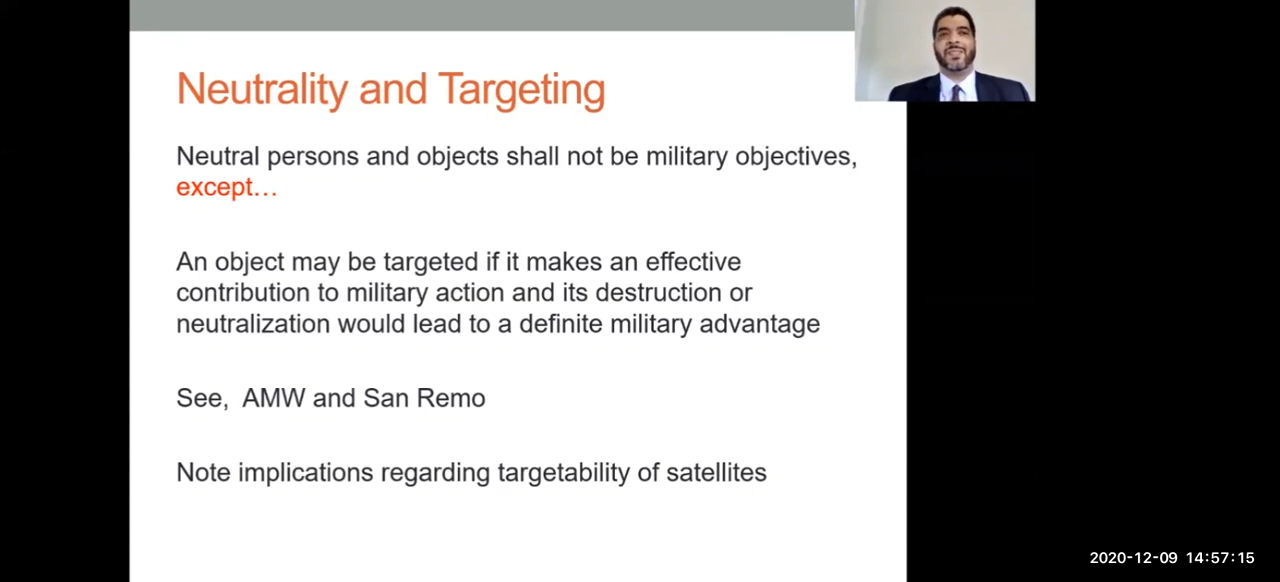 Neutrality and Targeting
Neutral persons and objects shall not be military objectives,
except…
An object may be targeted if it makes an effective
contribution to military action and its destruction or
neutralization would lead to a definite military advantage
See,  AMW and San Remo
Note implications regarding targetability of satellites
2020-12-09 14:57:15